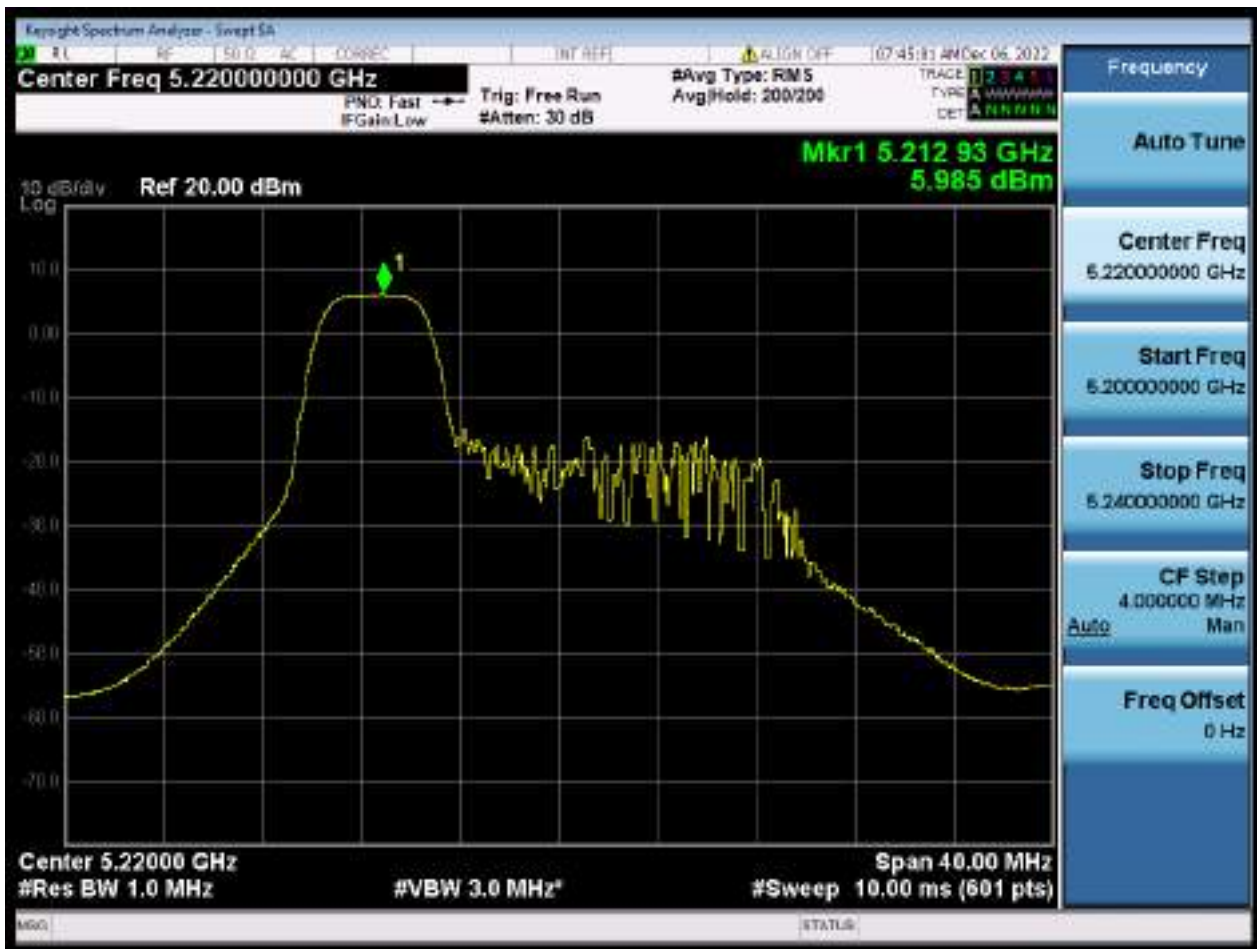 Keysight Spectrum Analyzer - Swept SA
RL RF 50 Ω AC CORREC INT REF ALIGN OFF 07:45:31 AM Dec 06, 2022
Center Freq 5.220000000 GHz
PNO: Fast
IFGain:Low
Trig: Free Run
#Atten: 30 dB
#Avg Type: RMS
Avg|Hold: 200/200
TRACE 1 2 3 4 5 6
TYPE A
DET A N N N N N
Mkr1 5.212 93 GHz
5.985 dBm
10 dB/div Ref 20.00 dBm
Log
1
10.0
0.00
-10.0
-20.0
-30.0
-40.0
-50.0
-60.0
-70.0
Center 5.22000 GHz
Span 40.00 MHz
#Res BW 1.0 MHz
#VBW 3.0 MHz*
#Sweep 10.00 ms (601 pts)
MSG
STATUS
Frequency
Auto Tune
Center Freq
5.220000000 GHz
Start Freq
5.200000000 GHz
Stop Freq
5.240000000 GHz
CF Step
4.000000 MHz
Auto Man
Freq Offset
0 Hz